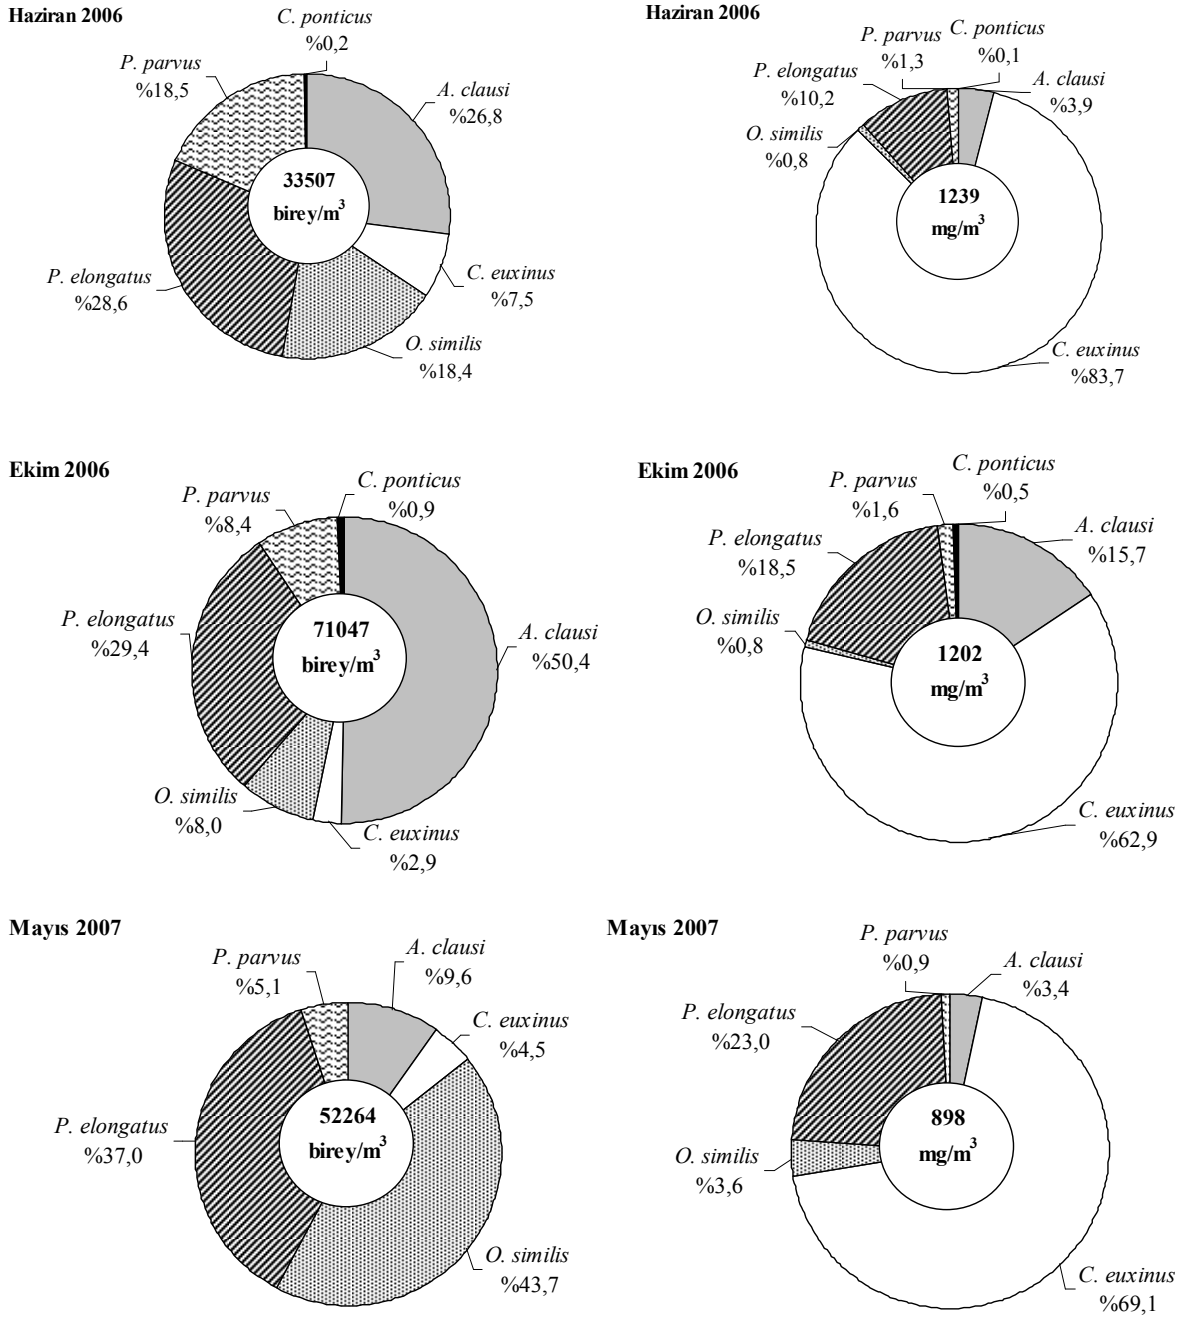 Haziran 2006
C. ponticus
%0,2
P. parvus
%18,5
A. clausi
%26,8
33507
birey/m³
P. elongatus
%28,6
C. euxinus
%7,5
O. similis
%18,4
Haziran 2006
P. parvus
%1,3
C. ponticus
%0,1
P. elongatus
%10,2
A. clausi
%3,9
O. similis
%0,8
1239
mg/m³
C. euxinus
%83,7
Ekim 2006
P. parvus
%8,4
C. ponticus
%0,9
P. elongatus
%29,4
71047
birey/m³
A. clausi
%50,4
O. similis
%8,0
C. euxinus
%2,9
Ekim 2006
C. ponticus
%0,5
P. parvus
%1,6
A. clausi
%15,7
P. elongatus
%18,5
O. similis
%0,8
1202
mg/m³
C. euxinus
%62,9
Mayıs 2007
P. parvus
%5,1
A. clausi
%9,6
C. euxinus
%4,5
52264
birey/m³
P. elongatus
%37,0
O. similis
%43,7
Mayıs 2007
P. parvus
%0,9
A. clausi
%3,4
P. elongatus
%23,0
898
mg/m³
O. similis
%3,6
C. euxinus
%69,1